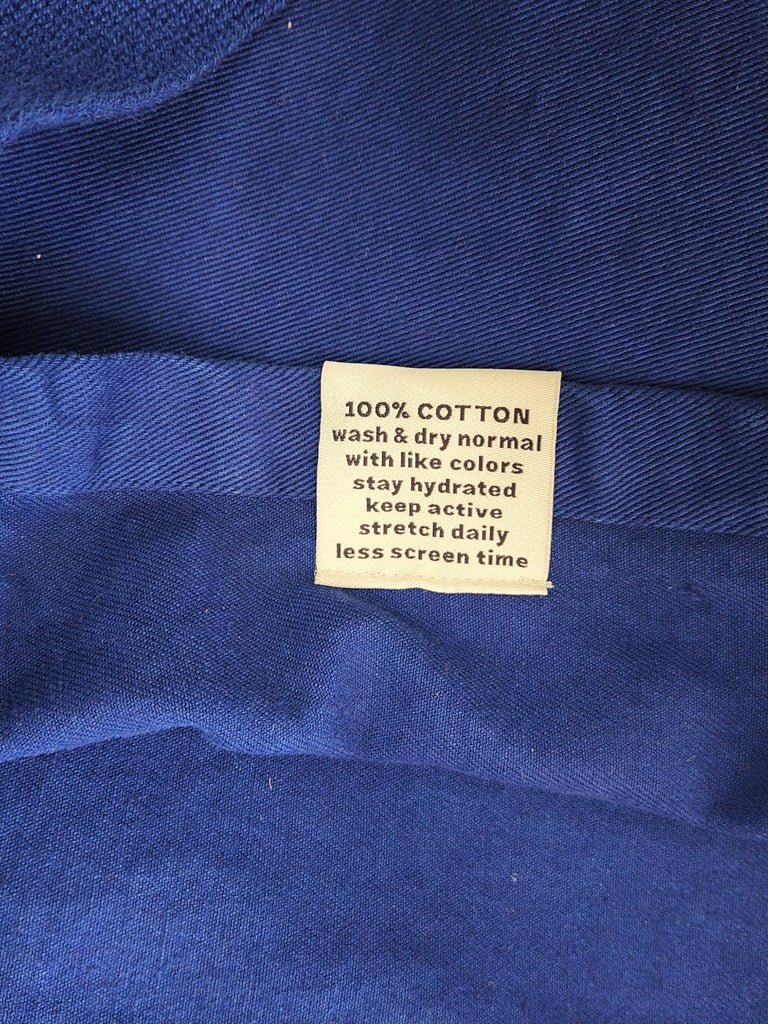 100% COTTON
wash & dry normal
with like colors
stay hydrated
keep active
stretch daily
less screen time